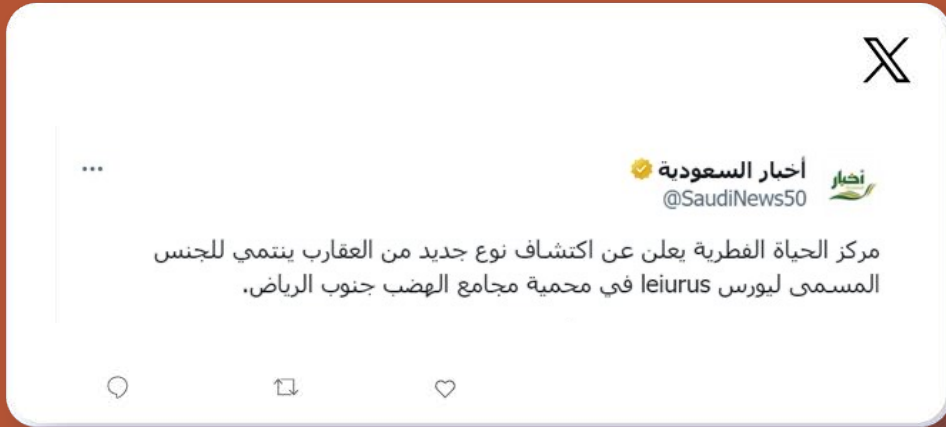 أخبار السعودية
@SaudiNews50
أخبار
مركز الحياة الفطرية يعلن عن اكتشاف نوع جديد من العقارب ينتمي للجنس
المسمى ليورس leiurus في محمية مجامع الهضب جنوب الرياض.